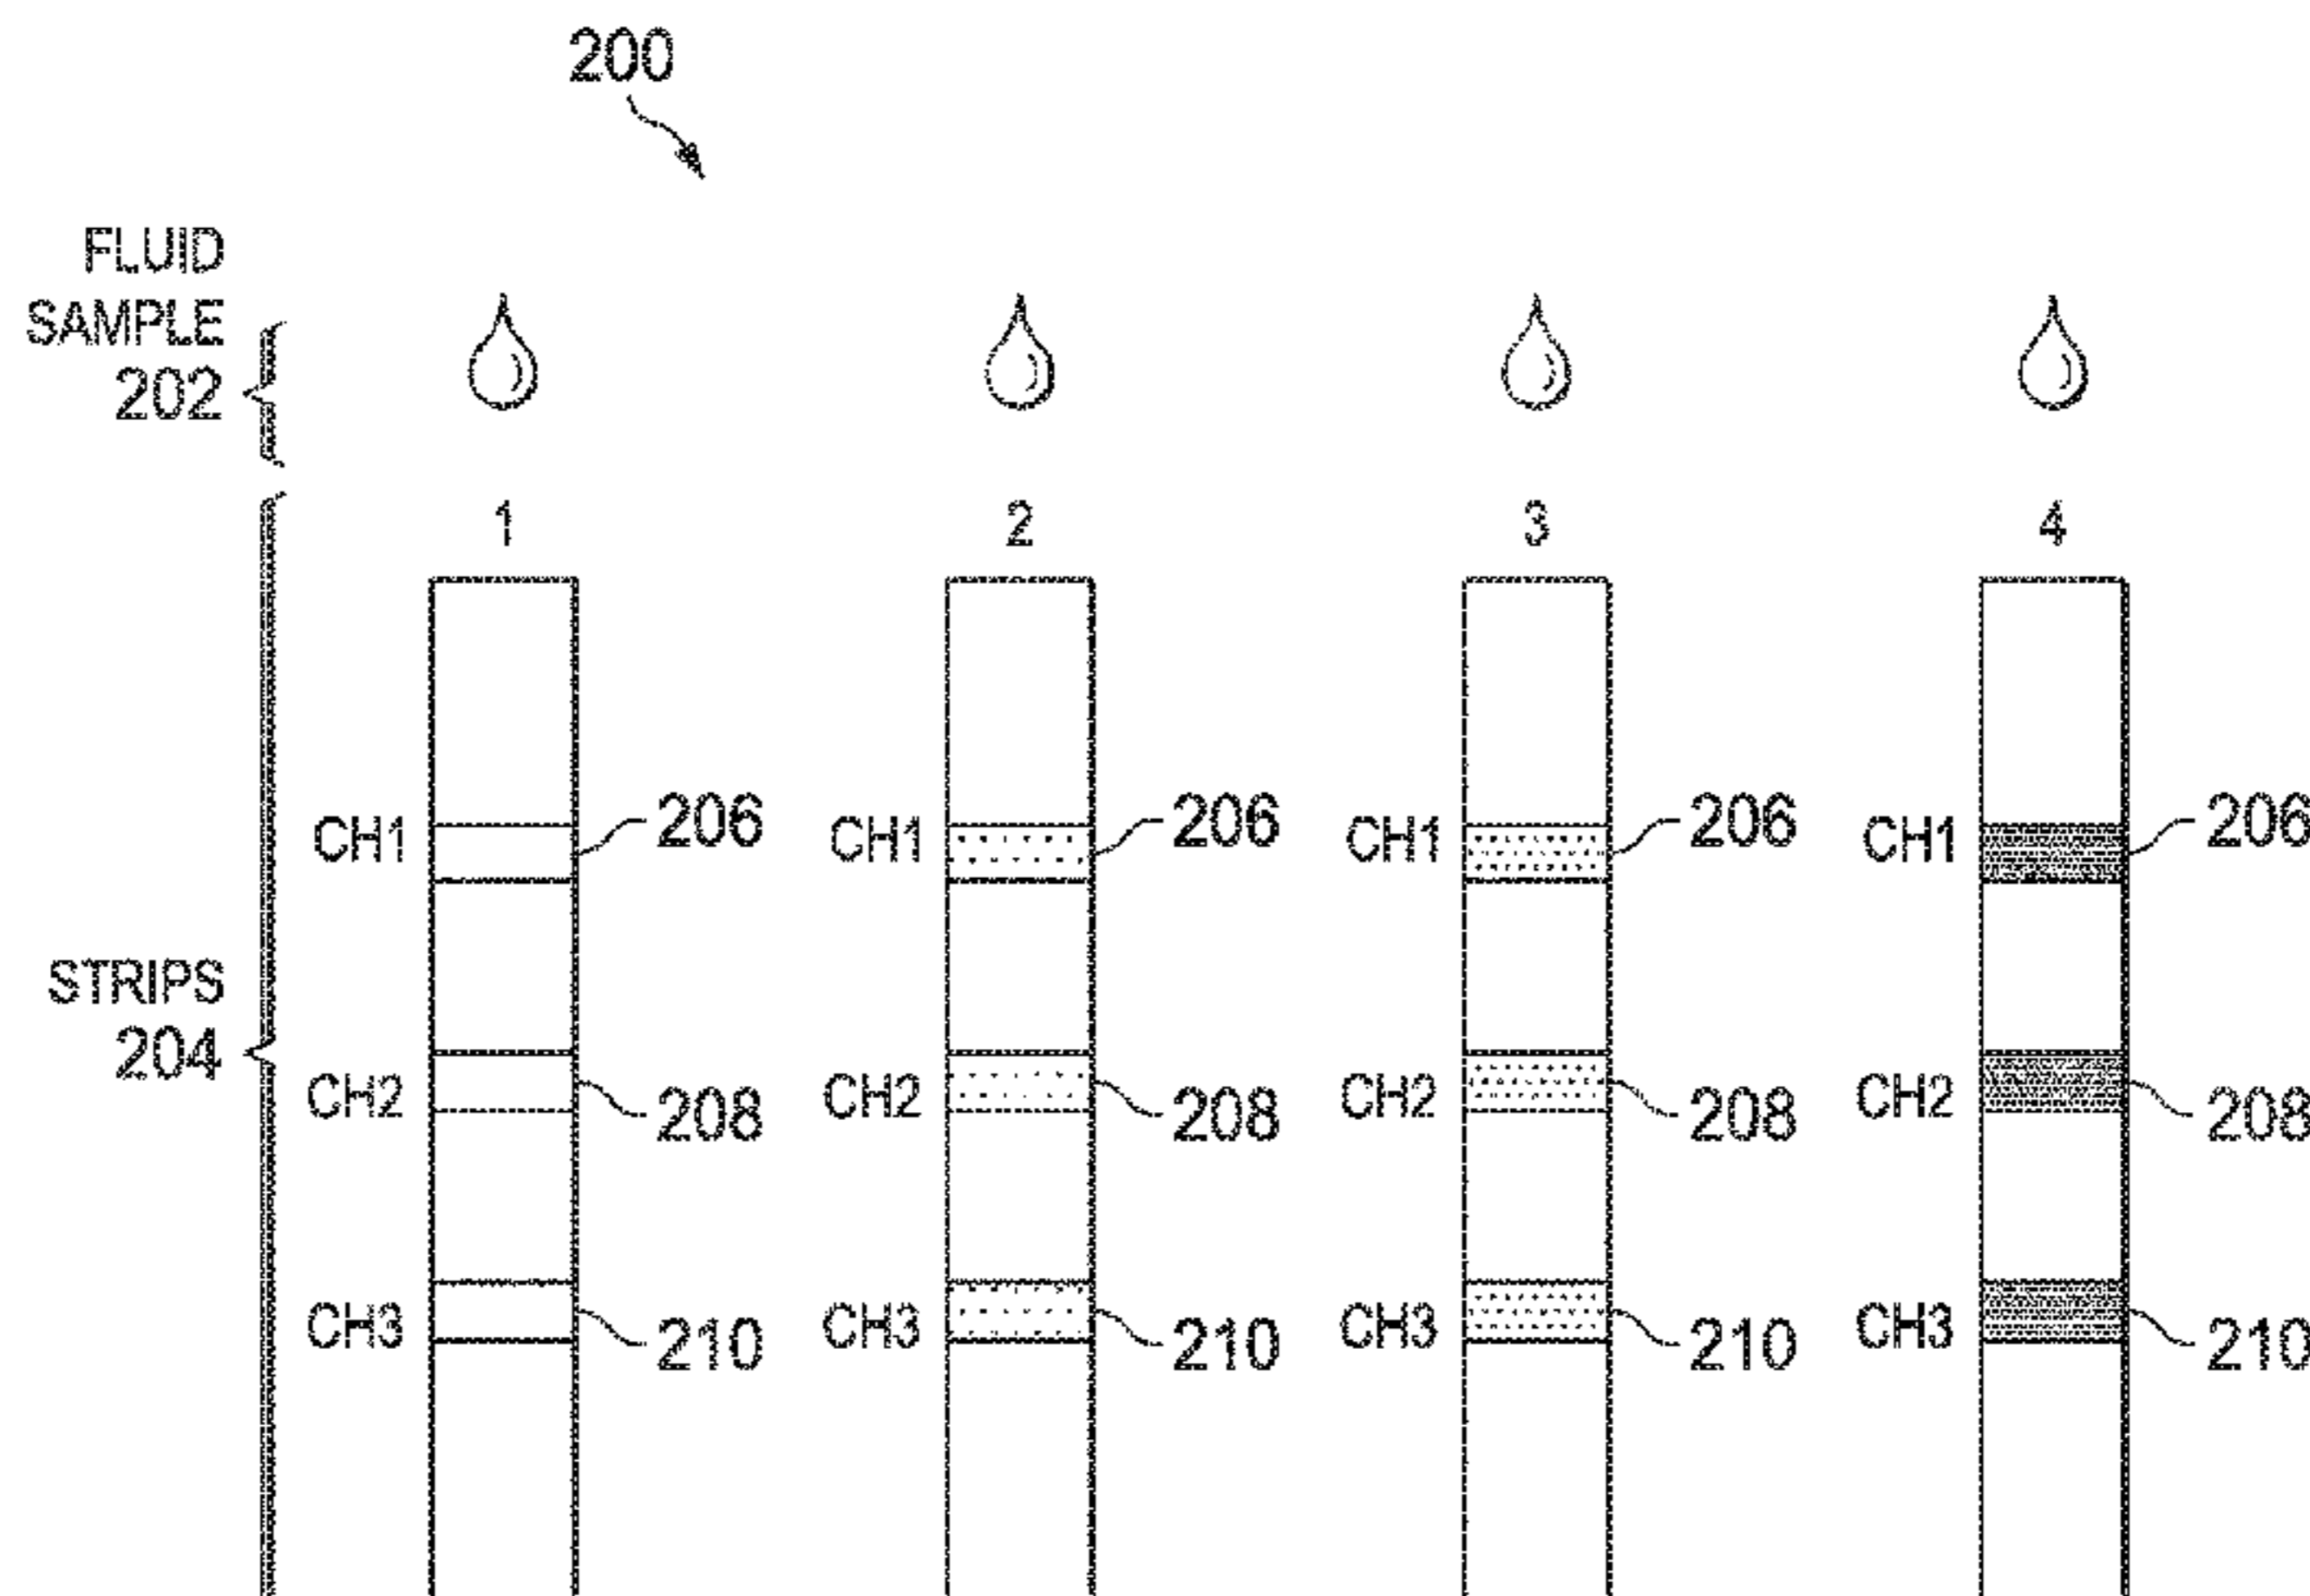 200
FLUID
SAMPLE
202
1 2 3 4
CH1 206 CH1 206 CH1 206 CH1 206
STRIPS
204
CH2 208 CH2 208 CH2 208 CH2 208
CH3 210 CH3 210 CH3 210 CH3 210